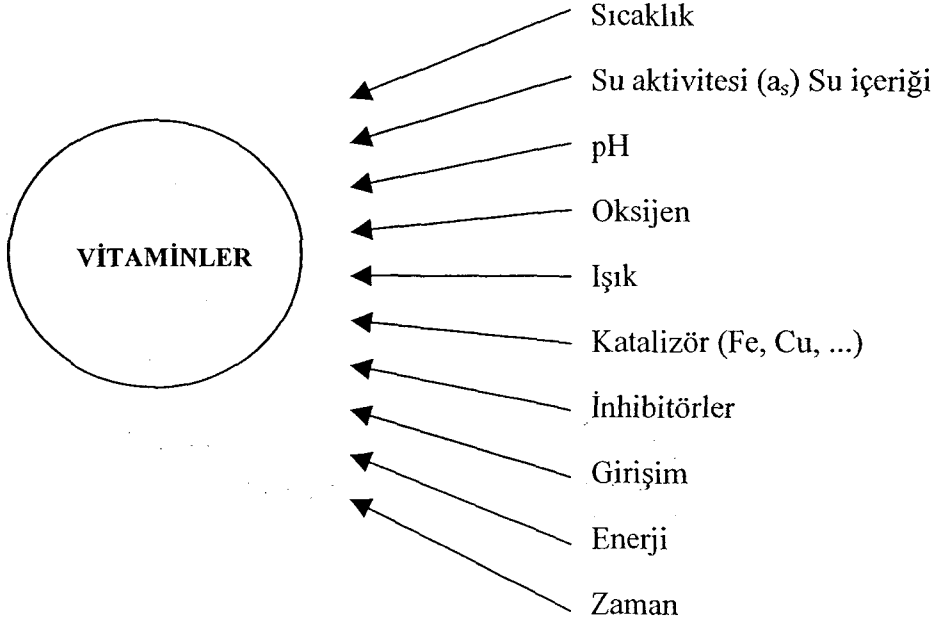 Sıcaklık
Su aktivitesi (as) Su içeriği
pH
Oksijen
VİTAMİNLER
Işık
Katalizör (Fe, Cu, ...)
İnhibitörler
Girişim
Enerji
Zaman